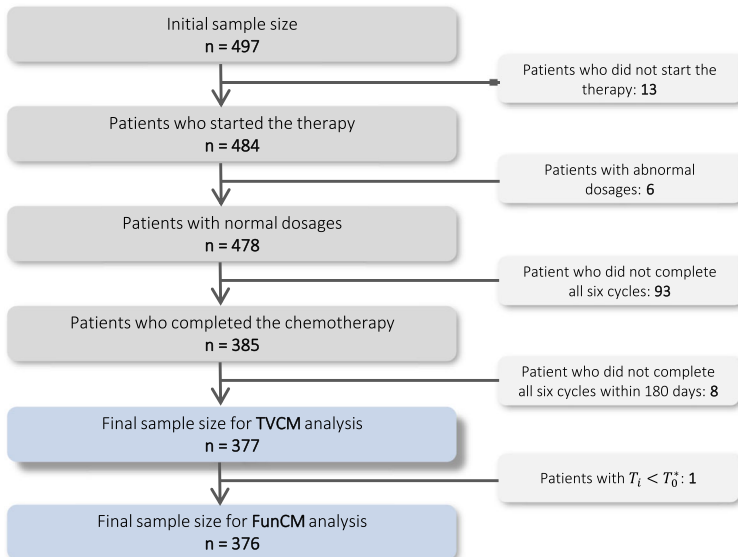 Initial sample size
n = 497
Patients who did not start the
therapy: 13
Patients who started the therapy
n = 484
Patients with abnormal
dosages: 6
Patients with normal dosages
n = 478
Patient who did not complete
all six cycles: 93
Patients who completed the chemotherapy
n = 385
Patient who did not complete
all six cycles within 180 days: 8
Final sample size for TVCM analysis
n = 377
Patients with Tᵢ < T₀*: 1
Final sample size for FunCM analysis
n = 376